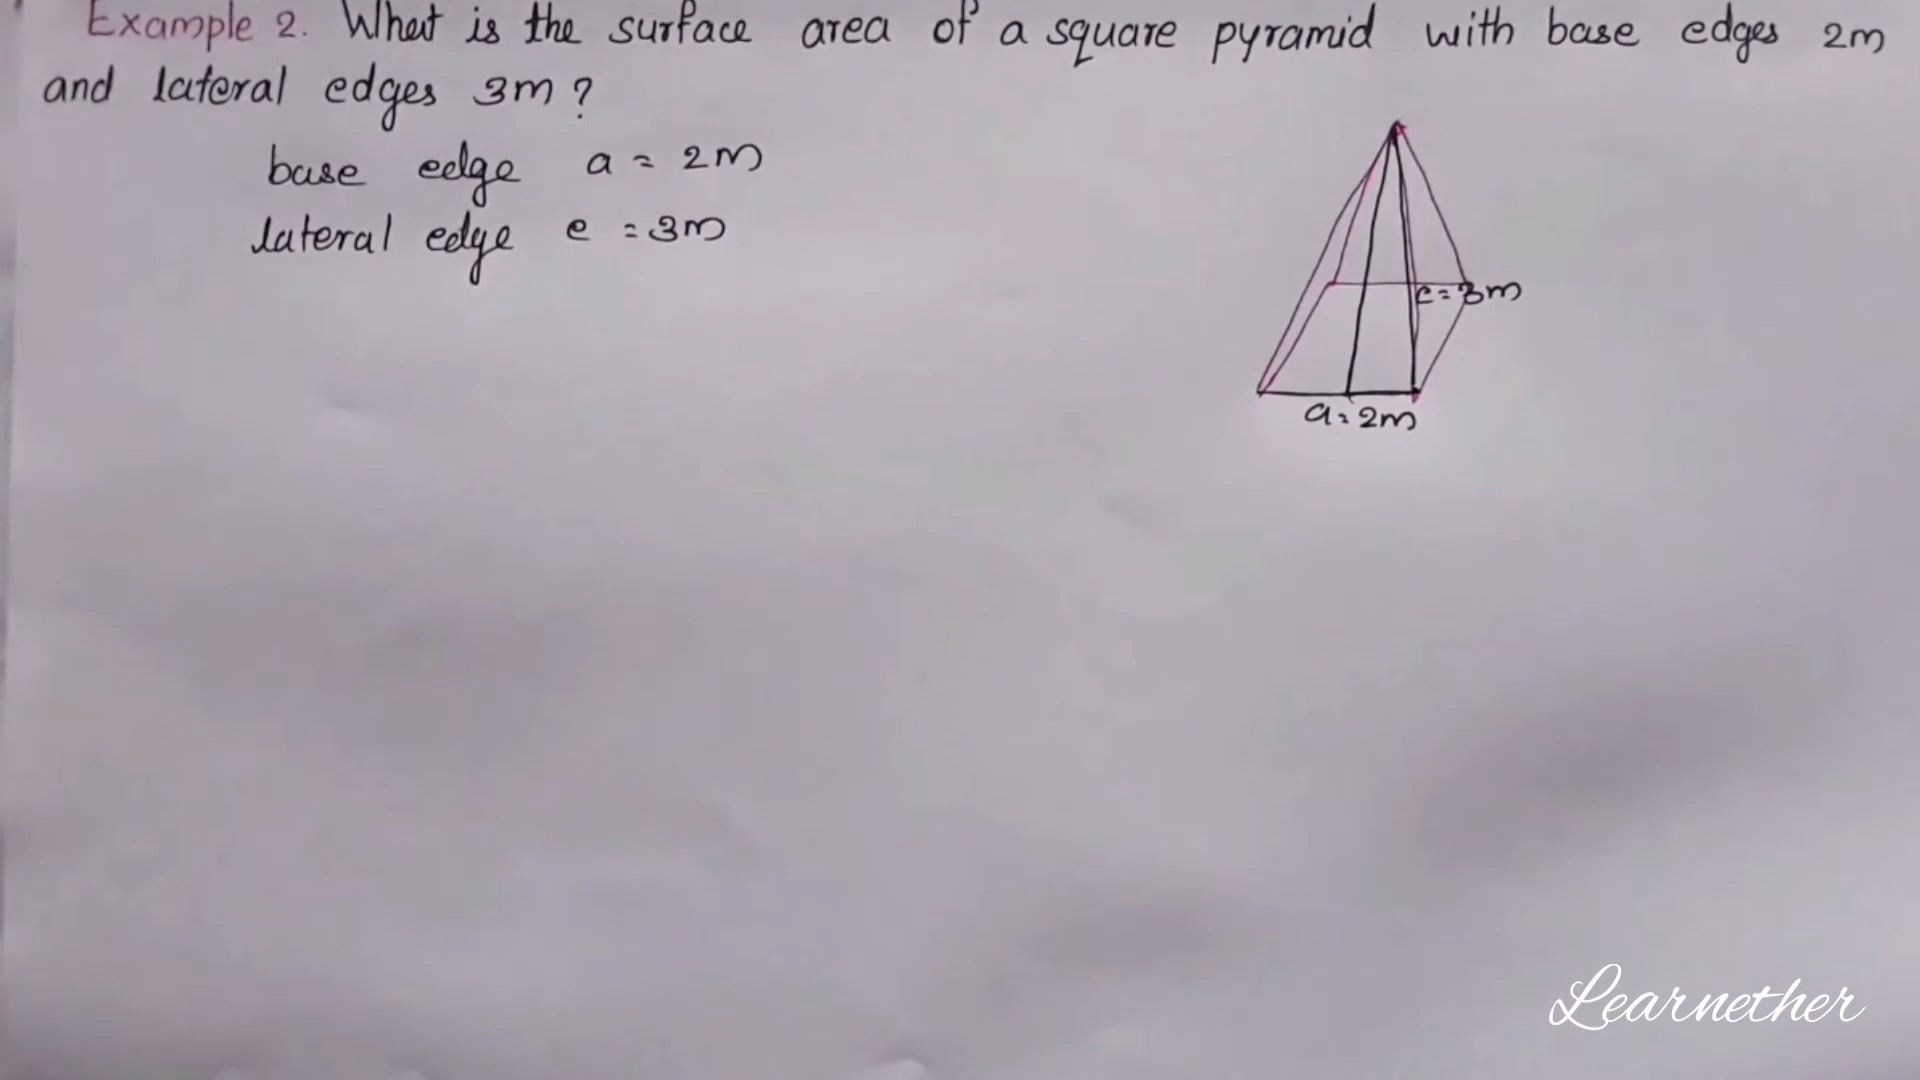 Example 2. What is the surface area of a square pyramid with base edges 2m
and lateral edges 3m?
base edge a = 2m
lateral edge e = 3m
e = 3m
a = 2m
Learnether